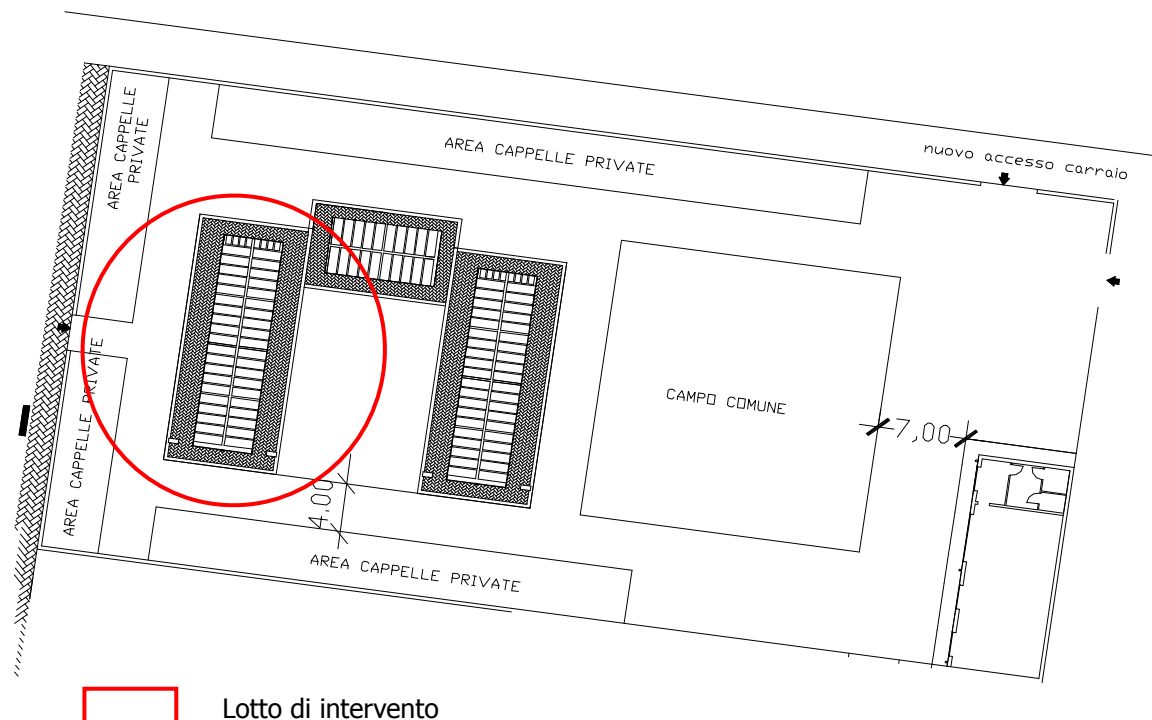 AREA CAPPELLE
PRIVATE
AREA CAPPELLE PRIVATE
nuovo accesso carraio
CAMPO COMUNE
7,00
AREA CAPPELLE PRIVATE
4.00
AREA CAPPELLE PRIVATE
Lotto di intervento